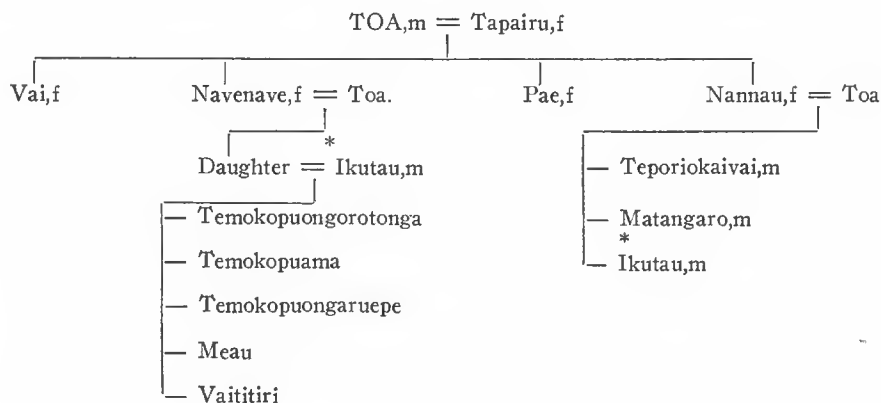 TOA,m = Tapairu,f
Vai,f Navenave,f = Toa. Pae,f Nannau,f = Toa
*
Daughter = Ikutau,m
— Teporiokaivai,m
— Temokopuongorotonga
— Matangaro,m
*
— Temokopuama
— Ikutau,m
— Temokopuongaruepe
— Meau
— Vaititiri